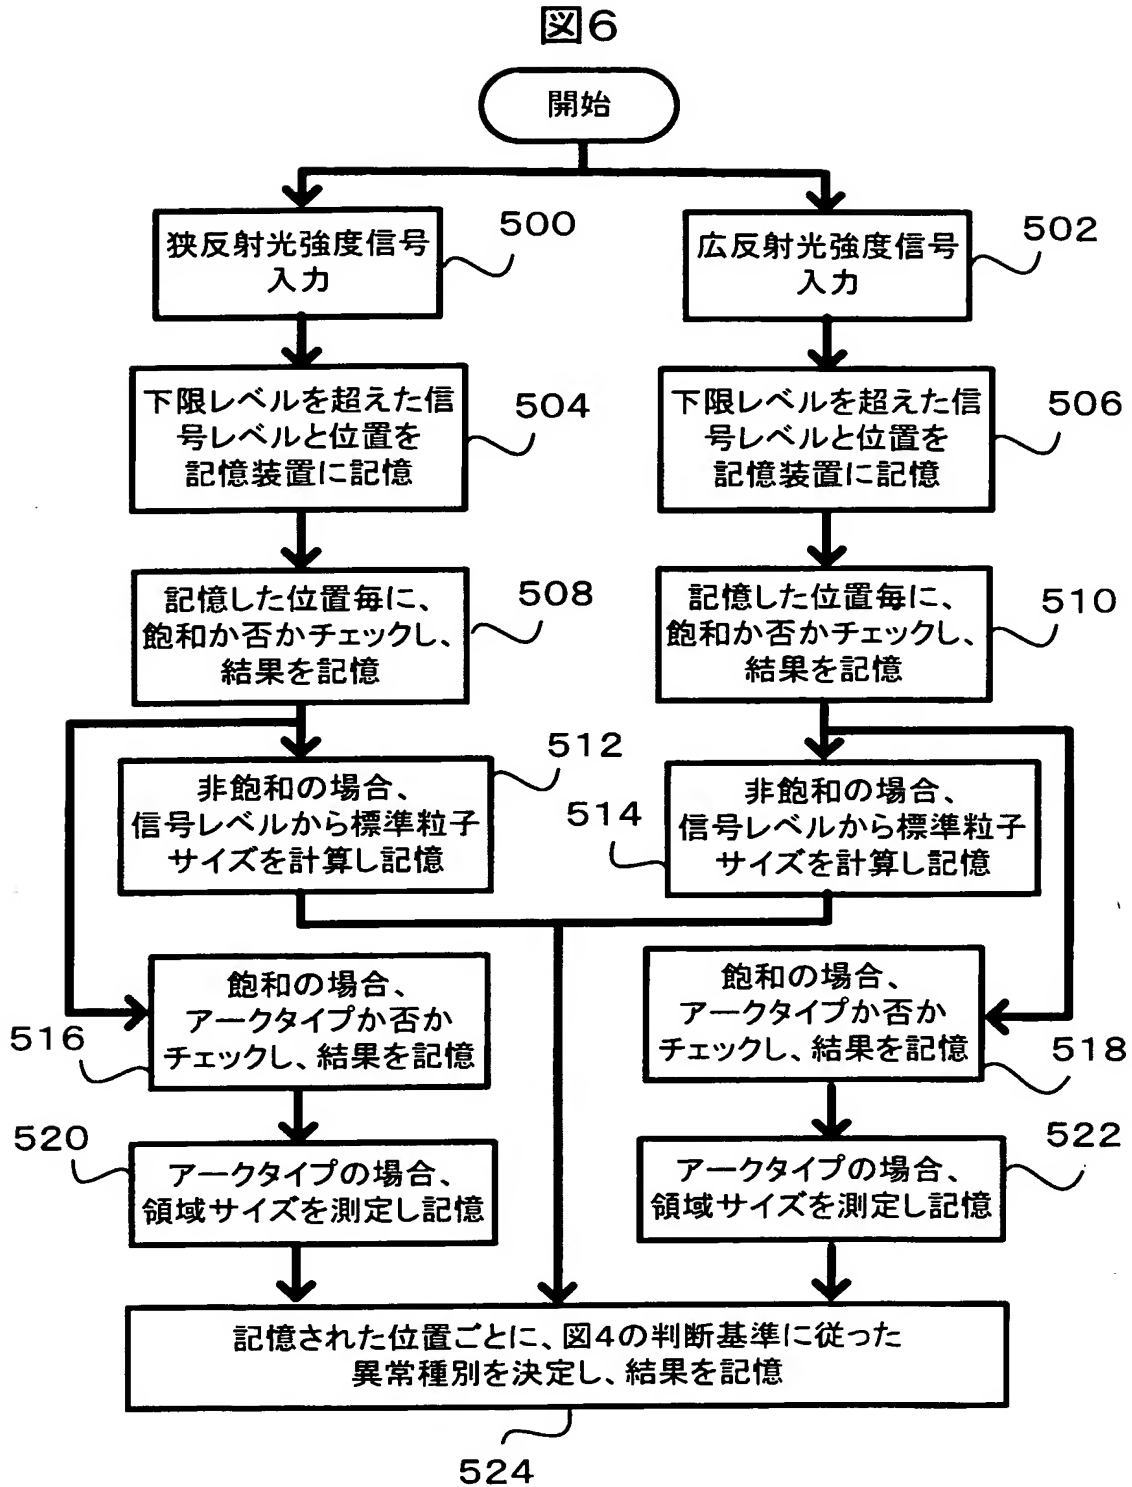 図6
開始
狭反射光強度信号
入力
500
広反射光強度信号
入力
502
下限レベルを超えた信
号レベルと位置を
記憶装置に記憶
504
下限レベルを超えた信
号レベルと位置を
記憶装置に記憶
506
記憶した位置毎に、
飽和か否かチェックし、
結果を記憶
508
記憶した位置毎に、
飽和か否かチェックし、
結果を記憶
510
非飽和の場合、
信号レベルから標準粒子
サイズを計算し記憶
512
非飽和の場合、
信号レベルから標準粒子
サイズを計算し記憶
514
飽和の場合、
アークタイプか否か
チェックし、結果を記憶
516
飽和の場合、
アークタイプか否か
チェックし、結果を記憶
518
アークタイプの場合、
領域サイズを測定し記憶
520
アークタイプの場合、
領域サイズを測定し記憶
522
記憶された位置ごとに、図4の判断基準に従った
異常種別を決定し、結果を記憶
524